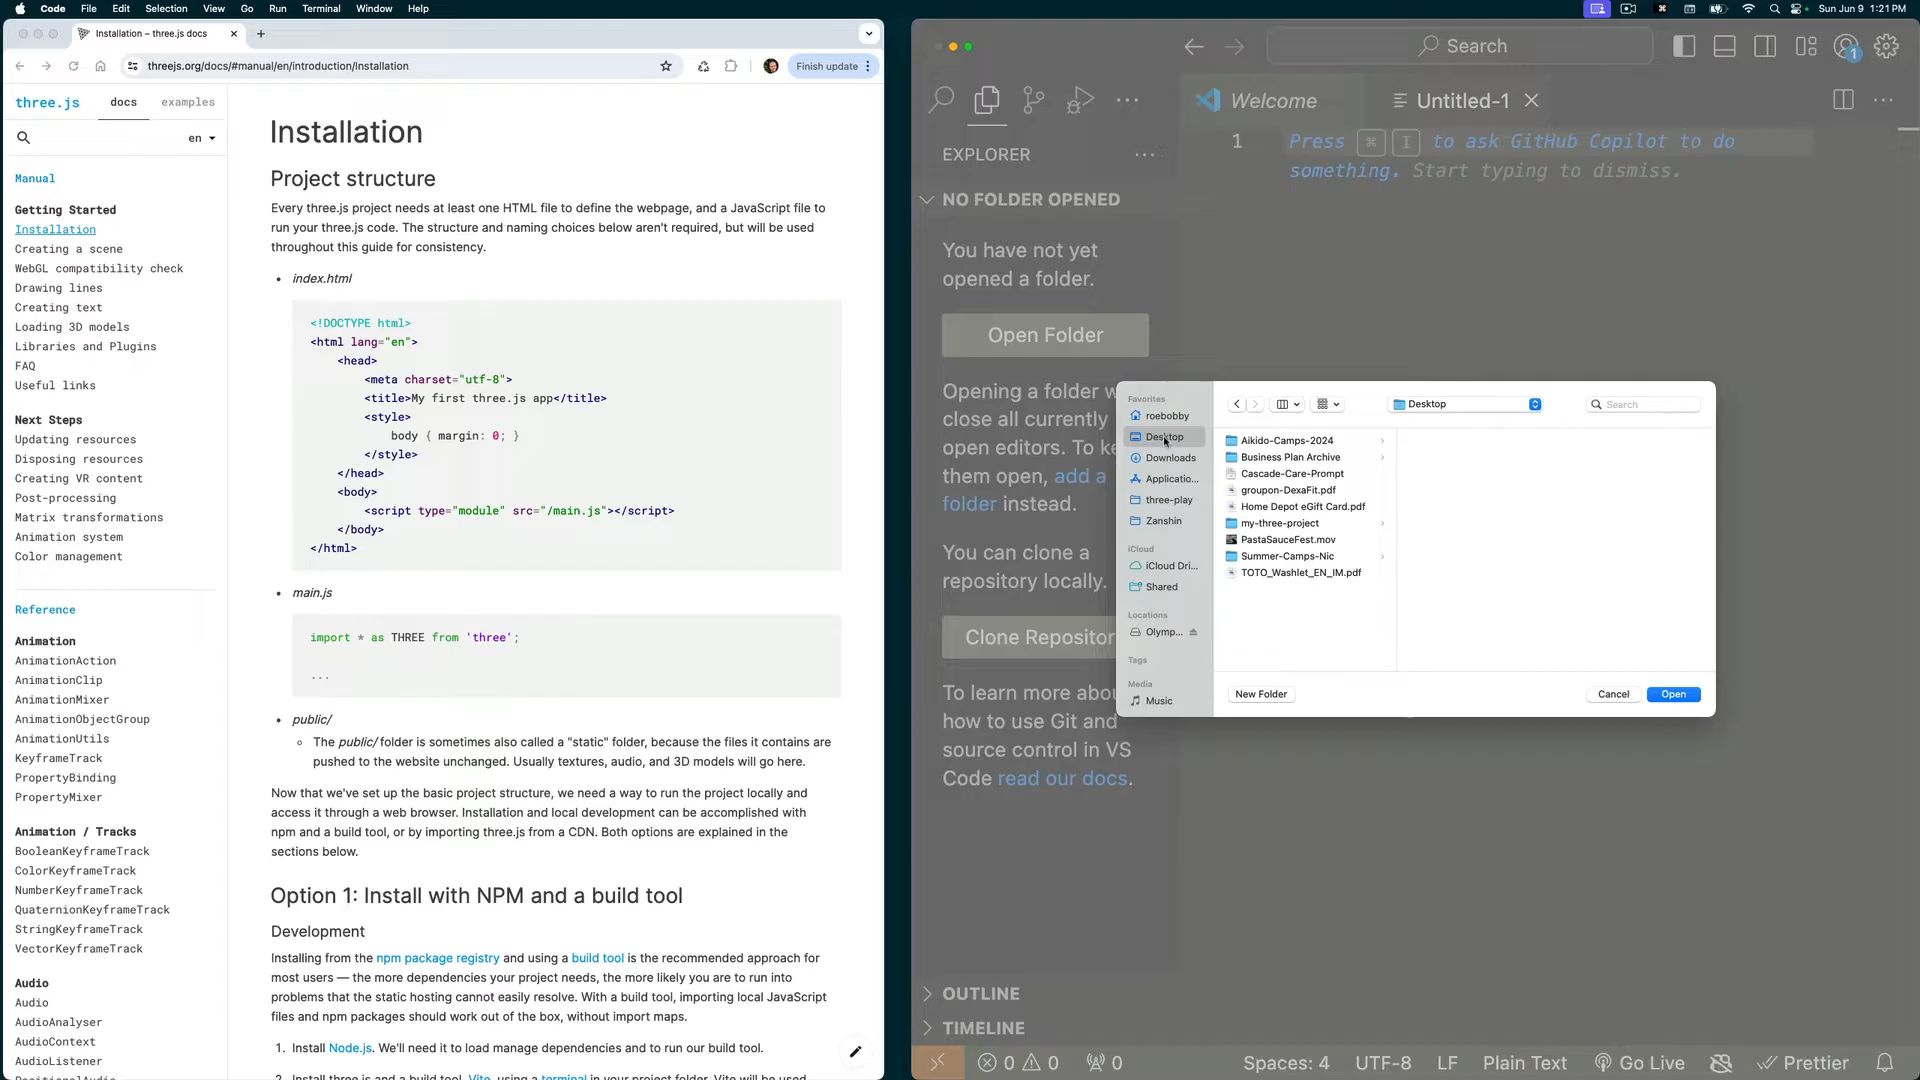 Code File Edit Selection View Go Run Terminal Window Help
Sun Jun 9 1:21 PM
Installation – three.js docs
threejs.org/docs/#manual/en/introduction/Installation
Finish update
three.js
docs
examples
en
Manual
Getting Started
Installation
Creating a scene
WebGL compatibility check
Drawing lines
Creating text
Loading 3D models
Libraries and Plugins
FAQ
Useful links
Next Steps
Updating resources
Disposing resources
Creating VR content
Post-processing
Matrix transformations
Animation system
Color management
Reference
Animation
AnimationAction
AnimationClip
AnimationMixer
AnimationObjectGroup
AnimationUtils
KeyframeTrack
PropertyBinding
PropertyMixer
Animation / Tracks
BooleanKeyframeTrack
ColorKeyframeTrack
NumberKeyframeTrack
QuaternionKeyframeTrack
StringKeyframeTrack
VectorKeyframeTrack
Audio
Audio
AudioAnalyser
AudioContext
AudioListener
PositionalAudio
Installation
Project structure
Every three.js project needs at least one HTML file to define the webpage, and a JavaScript file to
run your three.js code. The structure and naming choices below aren't required, but will be used
throughout this guide for consistency.
• index.html
<!DOCTYPE html>
<html lang="en">
<head>
<meta charset="utf-8">
<title>My first three.js app</title>
<style>
body { margin: 0; }
</style>
</head>
<body>
<script type="module" src="/main.js"></script>
</body>
</html>
• main.js
import * as THREE from 'three';
...
• public/
The public/ folder is sometimes also called a "static" folder, because the files it contains are
pushed to the website unchanged. Usually textures, audio, and 3D models will go here.
Now that we've set up the basic project structure, we need a way to run the project locally and
access it through a web browser. Installation and local development can be accomplished with
npm and a build tool, or by importing three.js from a CDN. Both options are explained in the
sections below.
Option 1: Install with NPM and a build tool
Development
Installing from the npm package registry and using a build tool is the recommended approach for
most users — the more dependencies your project needs, the more likely you are to run into
problems that the static hosting cannot easily resolve. With a build tool, importing local JavaScript
files and npm packages should work out of the box, without import maps.
1. Install Node.js. We'll need it to load manage dependencies and to run our build tool.
2. Install three.js and a build tool, Vite, using a terminal in your project folder. Vite will be used
Search
1
Welcome
Untitled-1
EXPLORER
1 Press ⌘ I to ask GitHub Copilot to do
something. Start typing to dismiss.
NO FOLDER OPENED
You have not yet
opened a folder.
Open Folder
Opening a folder w
close all currently
open editors. To ke
them open, add a
folder instead.
You can clone a
repository locally.
Clone Repositor
To learn more abou
how to use Git and
source control in VS
Code read our docs.
OUTLINE
TIMELINE
Favorites
roebobby
Desktop
Downloads
Applicatio...
three-play
Zanshin
iCloud
iCloud Dri...
Shared
Locations
Olymp...
Tags
Media
Music
Desktop
Search
Aikido-Camps-2024
Business Plan Archive
Cascade-Care-Prompt
groupon-DexaFit.pdf
Home Depot eGift Card.pdf
my-three-project
PastaSauceFest.mov
Summer-Camps-Nic
TOTO_Washlet_EN_IM.pdf
New Folder
Cancel
Open
0 0 0 Spaces: 4 UTF-8 LF Plain Text Go Live Prettier